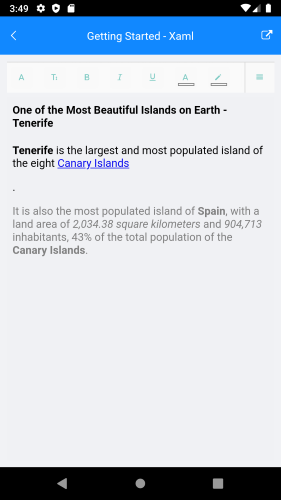 3:49
Getting Started - Xaml
A TI B I U A
One of the Most Beautiful Islands on Earth -
Tenerife
Tenerife is the largest and most populated island of
the eight Canary Islands
.
It is also the most populated island of Spain, with a
land area of 2,034.38 square kilometers and 904,713
inhabitants, 43% of the total population of the
Canary Islands.